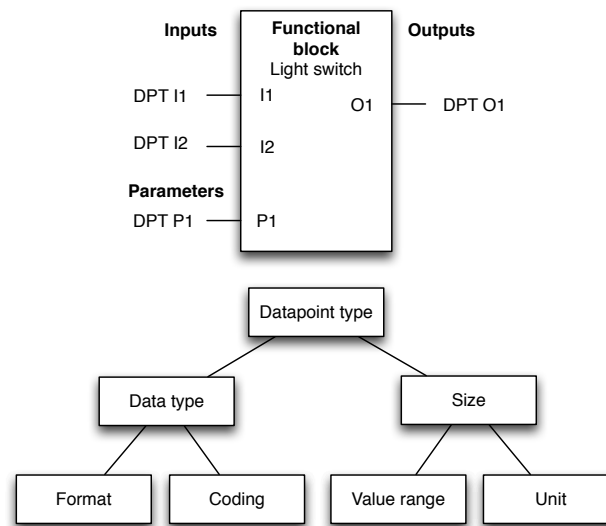 Inputs
Functional
block
Light switch
Outputs
DPT I1
I1
O1
DPT O1
DPT I2
I2
Parameters
DPT P1
P1
Datapoint type
Data type
Size
Format
Coding
Value range
Unit